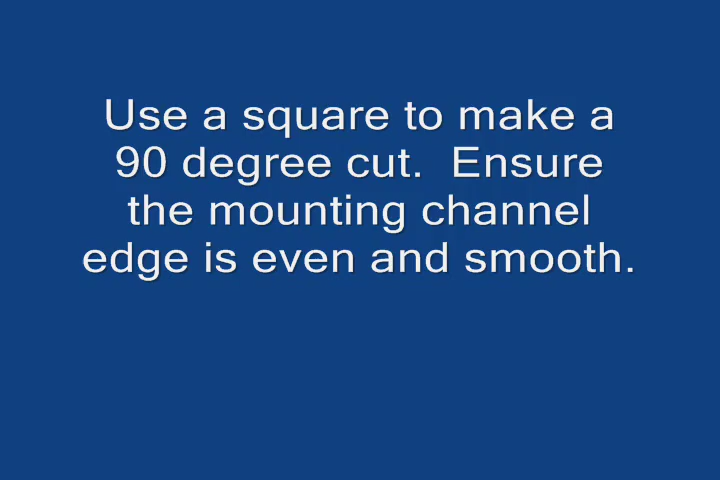 Use a square to make a
90 degree cut.  Ensure
the mounting channel
edge is even and smooth.